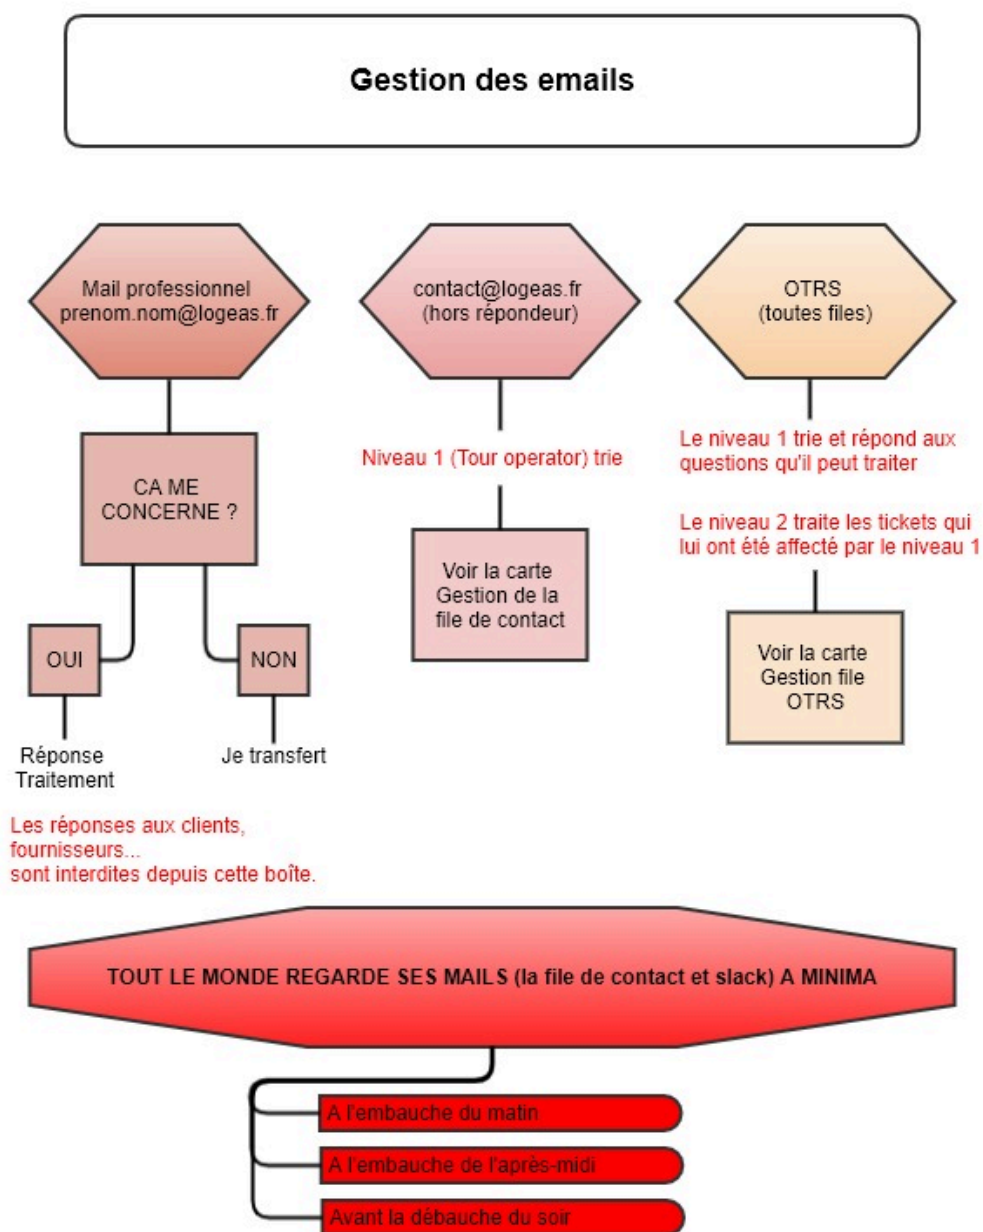 Gestion des emails
Mail professionnel
prenom.nom@logeas.fr
CA ME
CONCERNE ?
OUI
NON
Réponse
Traitement
Je transfert
Les réponses aux clients,
fournisseurs...
sont interdites depuis cette boîte.
contact@logeas.fr
(hors répondeur)
Niveau 1 (Tour operator) trie
Voir la carte
Gestion de la
file de contact
OTRS
(toutes files)
Le niveau 1 trie et répond aux
questions qu'il peut traiter
Le niveau 2 traite les tickets qui
lui ont été affecté par le niveau 1
Voir la carte
Gestion file
OTRS
TOUT LE MONDE REGARDE SES MAILS (la file de contact et slack) A MINIMA
A l'embauche du matin
A l'embauche de l'après-midi
Avant la débauche du soir